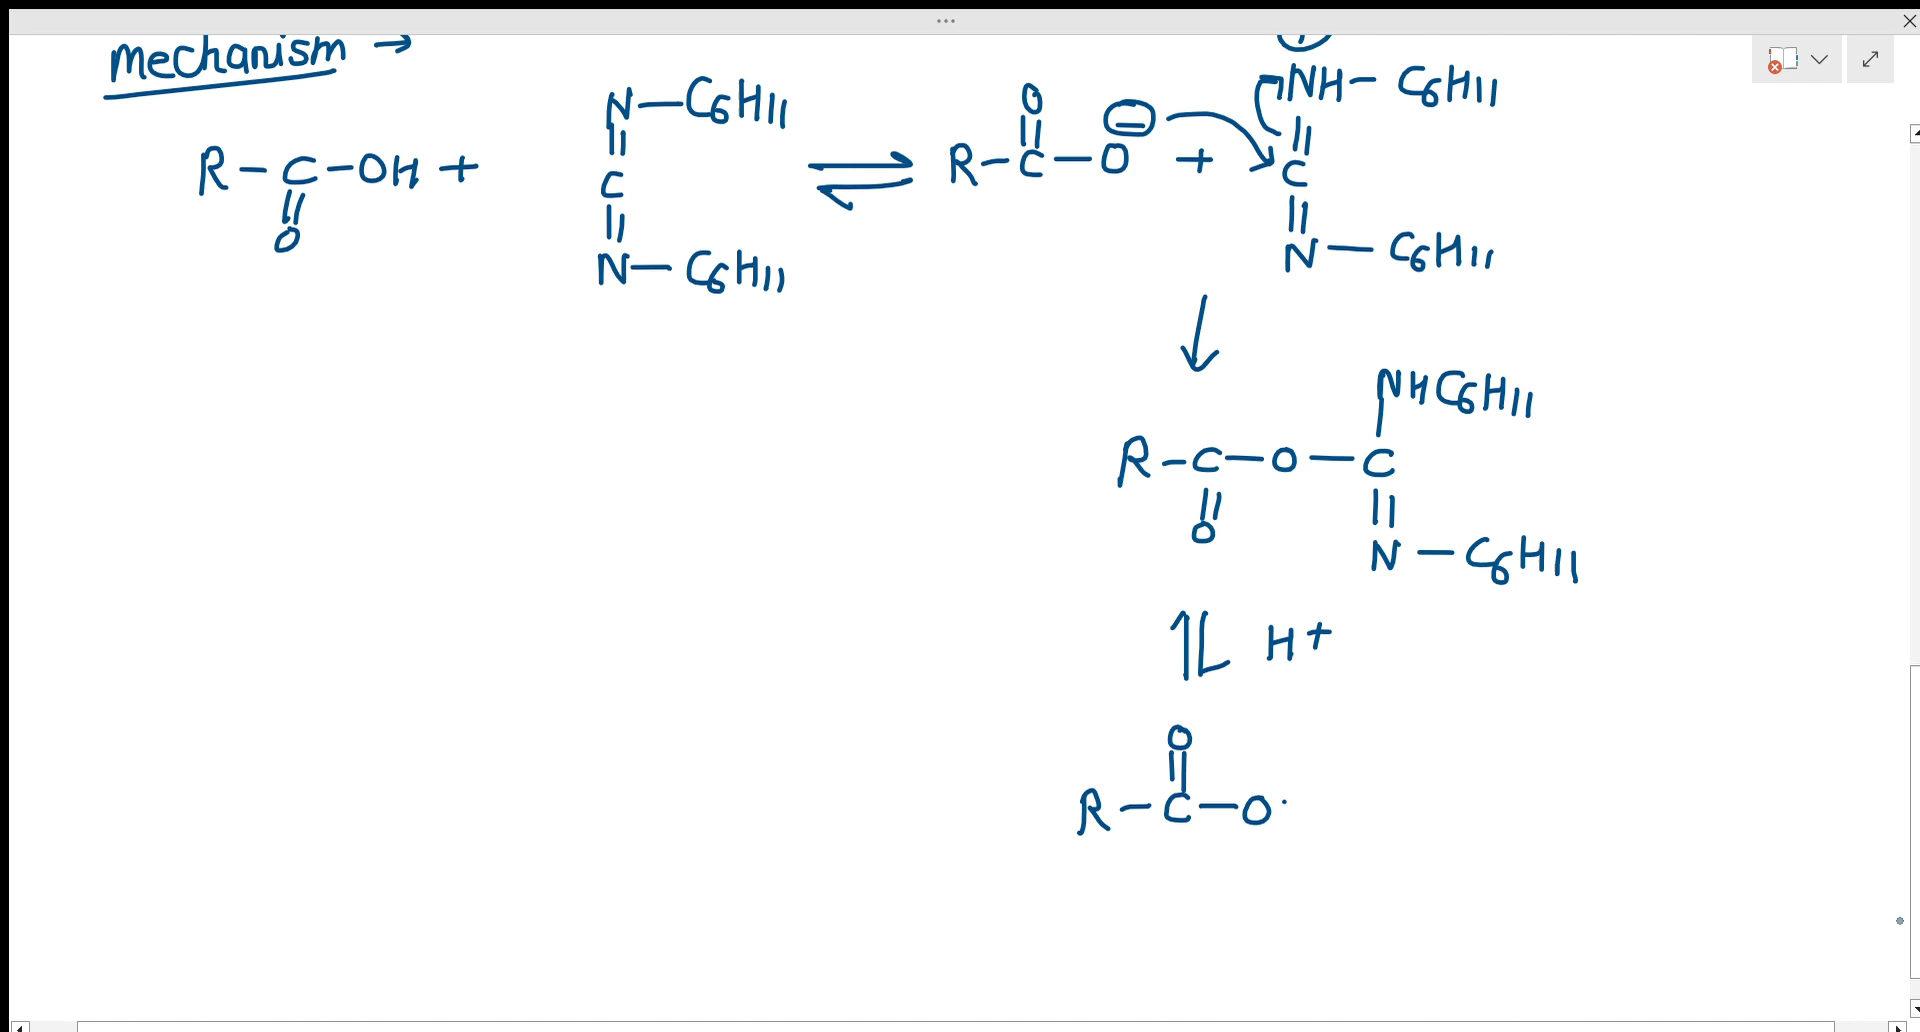 mechanism →
R-C-OH + N-C6H11 ⇌ R-C-O ⊖ + NH-C6H11
O
C
O
C
N-C6H11
N-C6H11
↓
NHC6H11
R-C-O-C
O
N-C6H11
⇌ H+
O
R-C-O